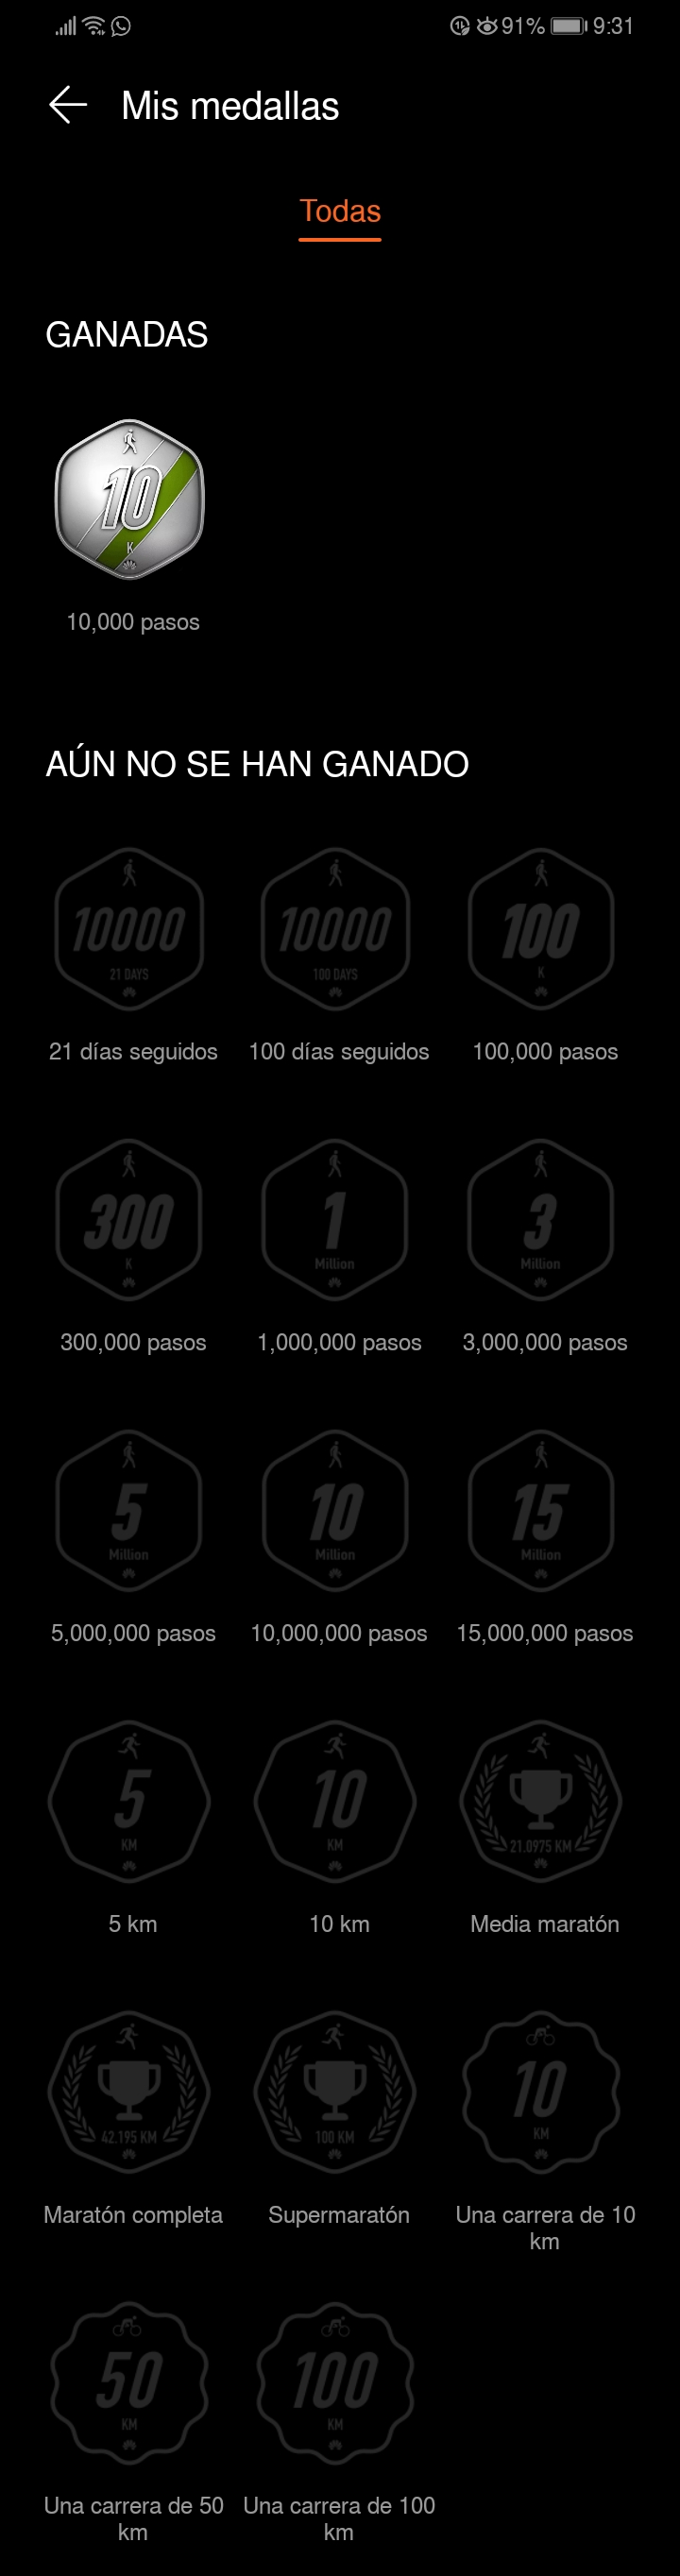 91% 9:31
Mis medallas
Todas
GANADAS
10
K
10,000 pasos
AÚN NO SE HAN GANADO
10000 10000 100
21 DAYS 100 DAYS K
21 días seguidos 100 días seguidos 100,000 pasos
300 1 3
K Million Million
300,000 pasos 1,000,000 pasos 3,000,000 pasos
5 10 15
Million Million Million
5,000,000 pasos 10,000,000 pasos 15,000,000 pasos
5 10
KM KM 21.0975 KM
5 km 10 km Media maratón
10
42.195 KM 100 KM KM
Maratón completa Supermaratón Una carrera de 10
km
50 100
KM KM
Una carrera de 50 Una carrera de 100
km km